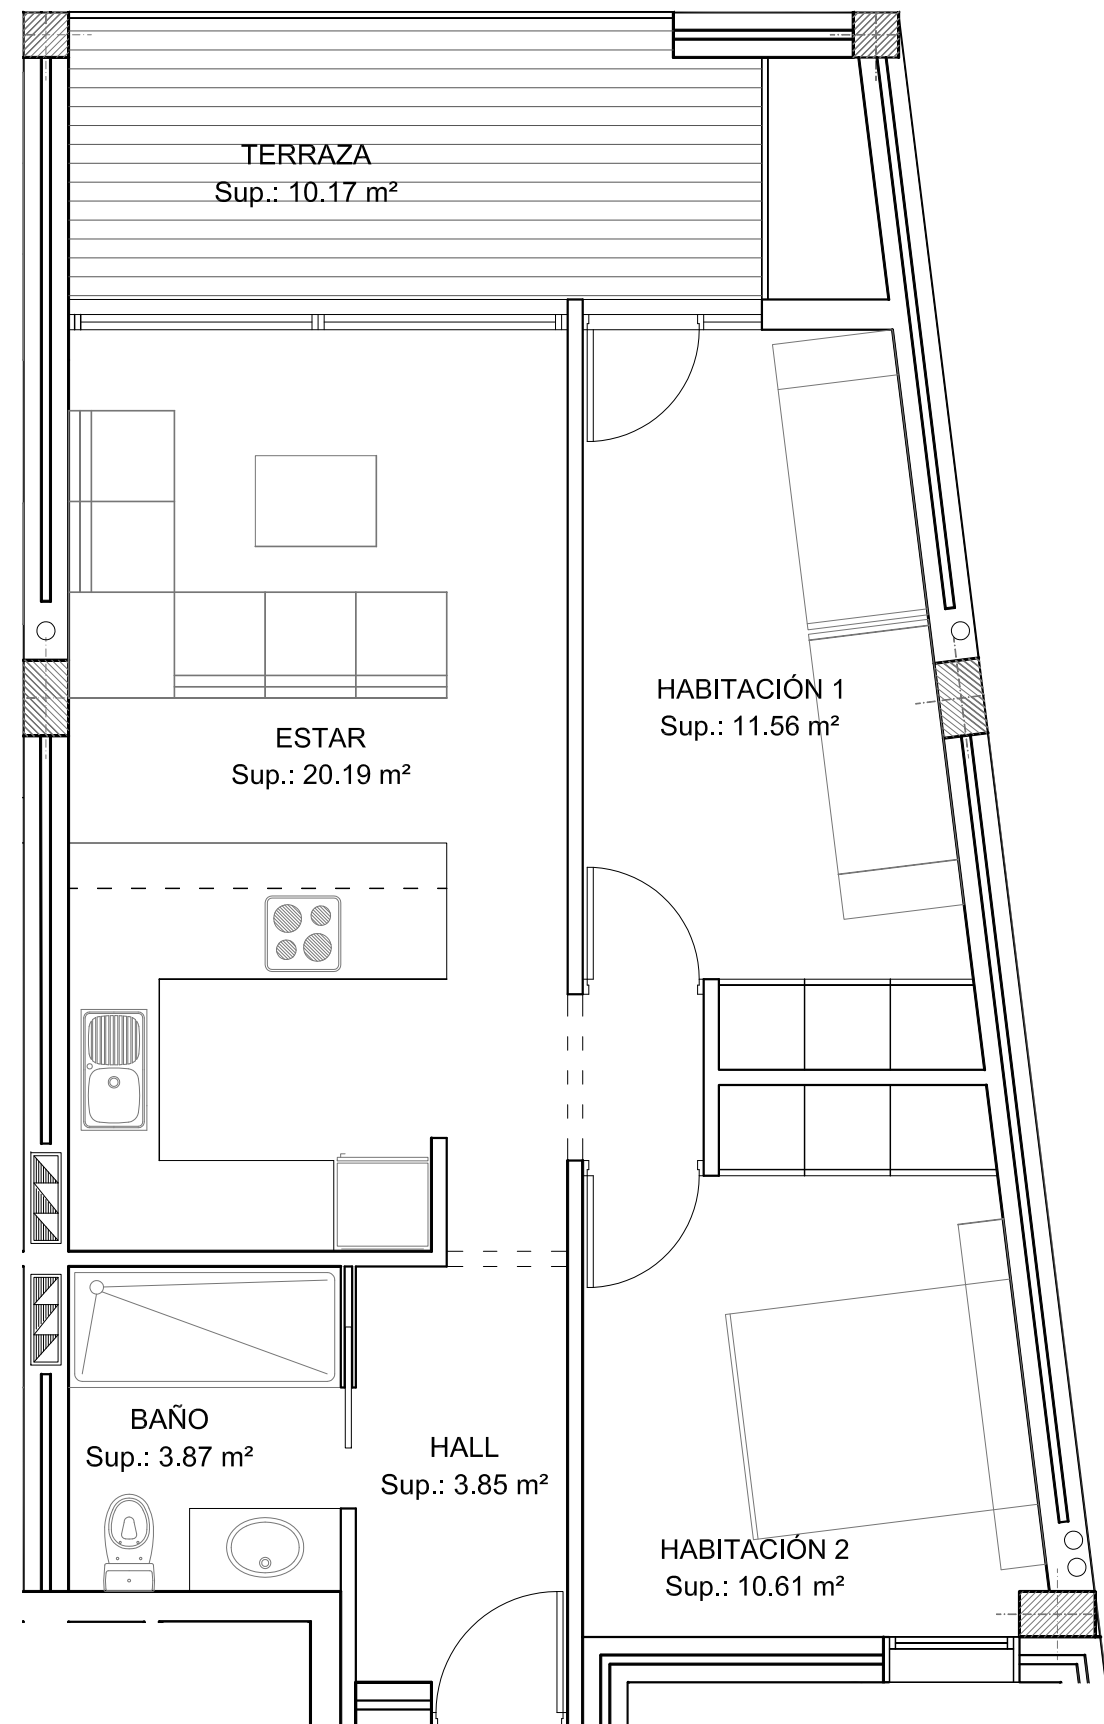 TERRAZA
Sup.: 10.17 m²
HABITACIÓN 1
Sup.: 11.56 m²
ESTAR
Sup.: 20.19 m²
BAÑO
Sup.: 3.87 m²
HALL
Sup.: 3.85 m²
HABITACIÓN 2
Sup.: 10.61 m²